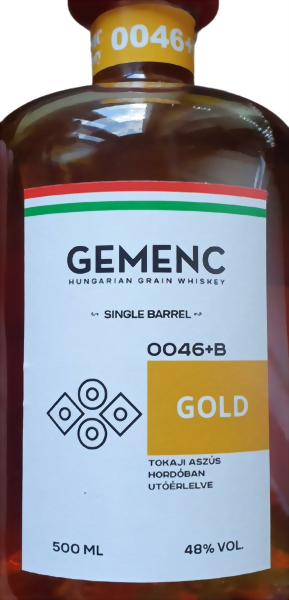 0046+
GEMENC
HUNGARIAN GRAIN WHISKEY
SINGLE BARREL
0046+B
GOLD
TOKAJI ASZÚS
HORDÓBAN
UTÓÉRLELVE
500 ML
48% VOL.